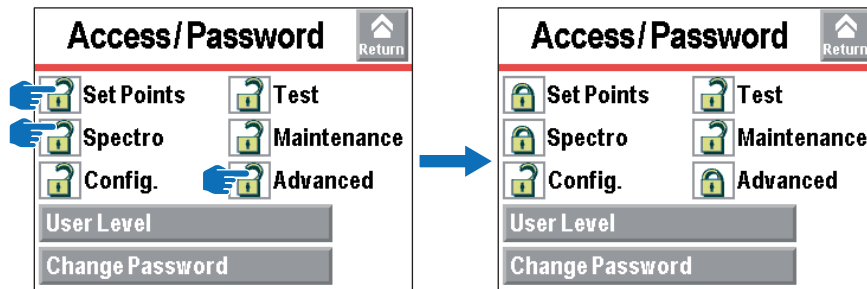 Access/Password
Return
Set Points
Test
Spectro
Maintenance
Config.
Advanced
User Level
Change Password
Access/Password
Return
Set Points
Test
Spectro
Maintenance
Config.
Advanced
User Level
Change Password